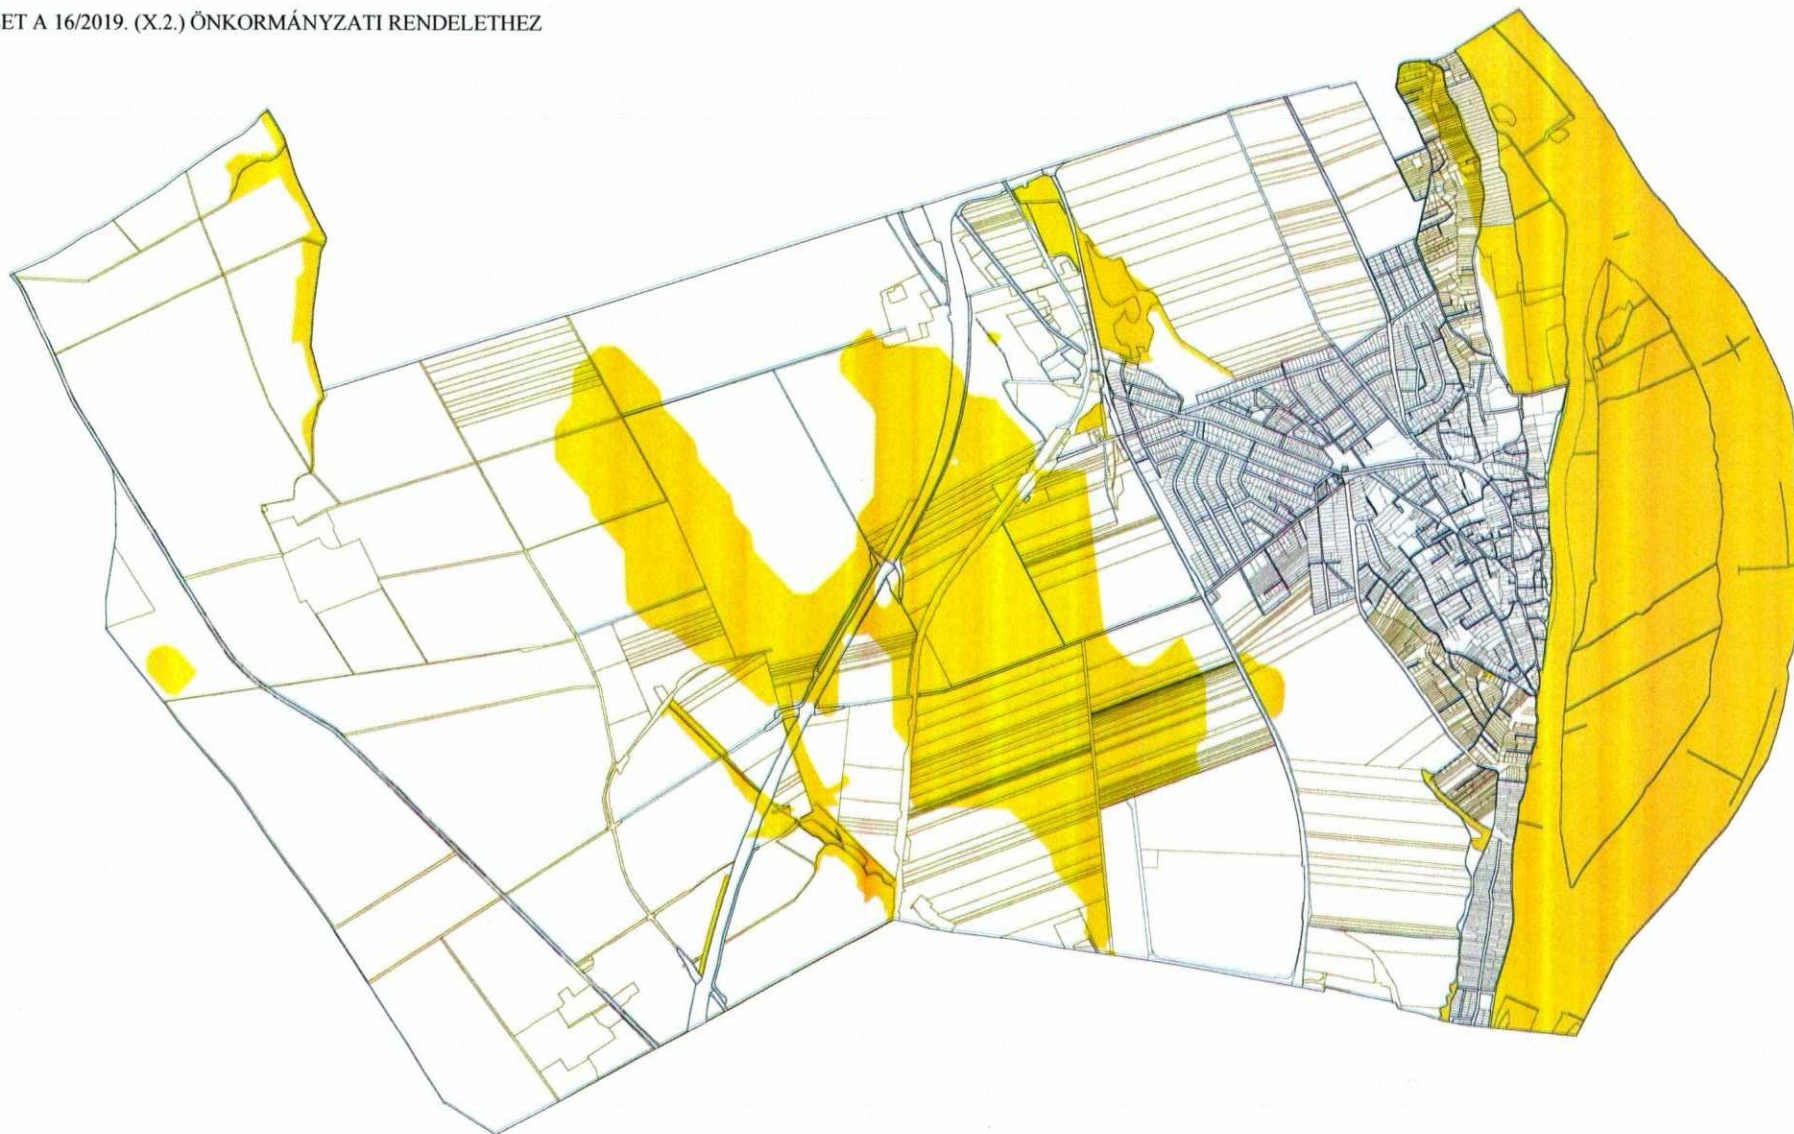 ET A 16/2019. (X.2.) ÖNKORMÁNYZATI RENDELETHEZ